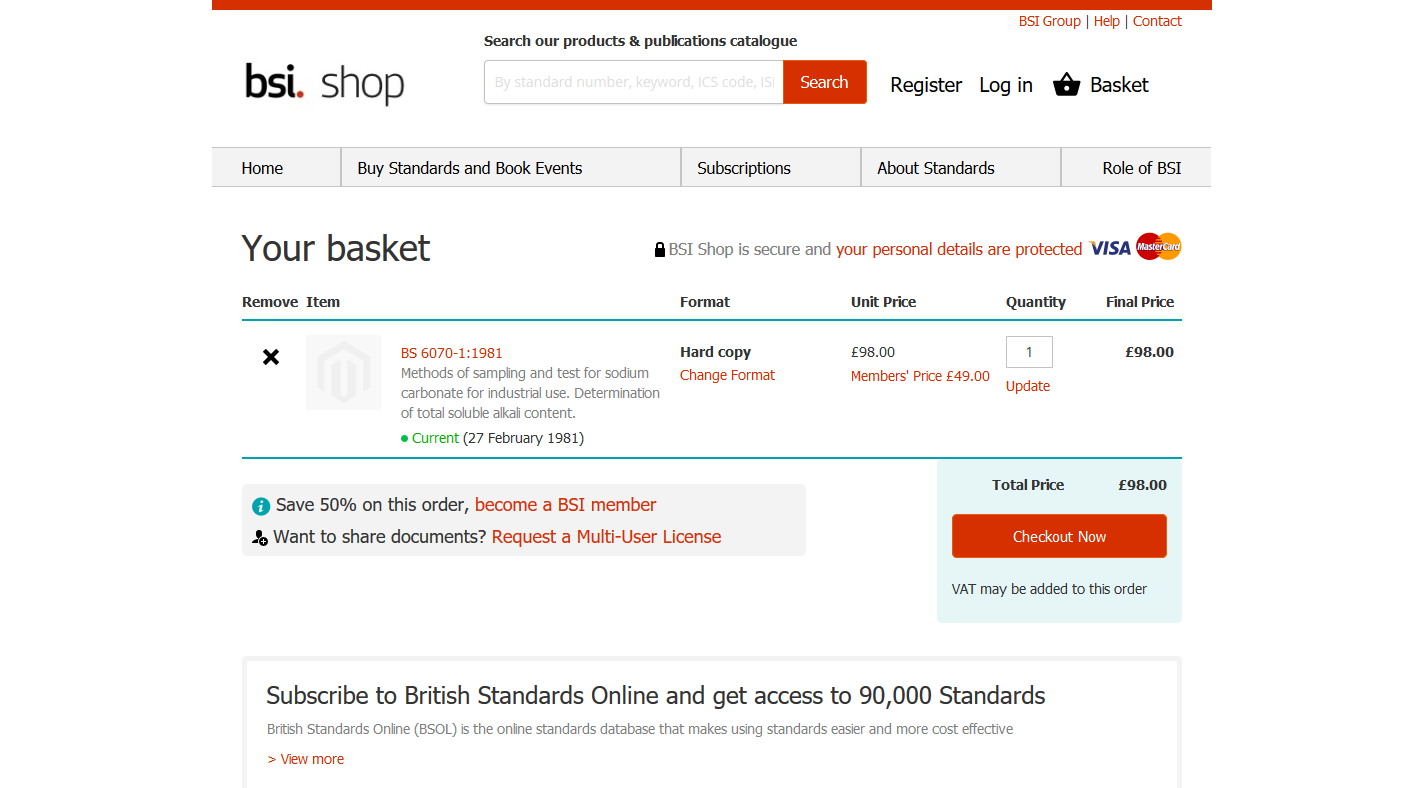 BSI Group | Help | Contact
Search our products & publications catalogue
bsi. shop
By standard number, keyword, ICS code, ISI
Search
Register Log in Basket
Home Buy Standards and Book Events Subscriptions About Standards Role of BSI
Your basket
BSI Shop is secure and your personal details are protected VISA MasterCard
Remove Item Format Unit Price Quantity Final Price
BS 6070-1:1981 Hard copy £98.00 1 £98.00
Methods of sampling and test for sodium Change Format Members' Price £49.00 Update
carbonate for industrial use. Determination
of total soluble alkali content.
Current (27 February 1981)
Total Price £98.00
Save 50% on this order, become a BSI member
Want to share documents? Request a Multi-User License
Checkout Now
VAT may be added to this order
Subscribe to British Standards Online and get access to 90,000 Standards
British Standards Online (BSOL) is the online standards database that makes using standards easier and more cost effective
> View more